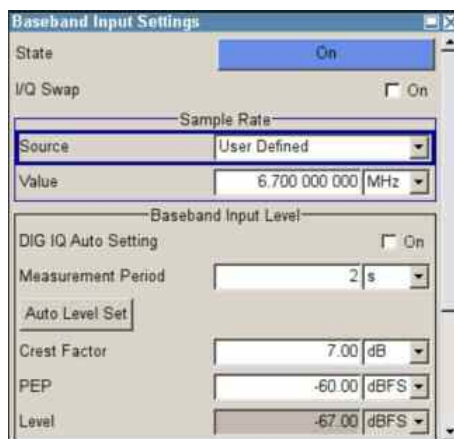 Baseband Input Settings
State On
I/Q Swap On
Sample Rate
Source User Defined
Value 6.700 000 000 MHz
Baseband Input Level
DIG IQ Auto Setting On
Measurement Period 2 s
Auto Level Set
Crest Factor 7.00 dB
PEP -60.00 dBFS
Level -67.00 dBFS